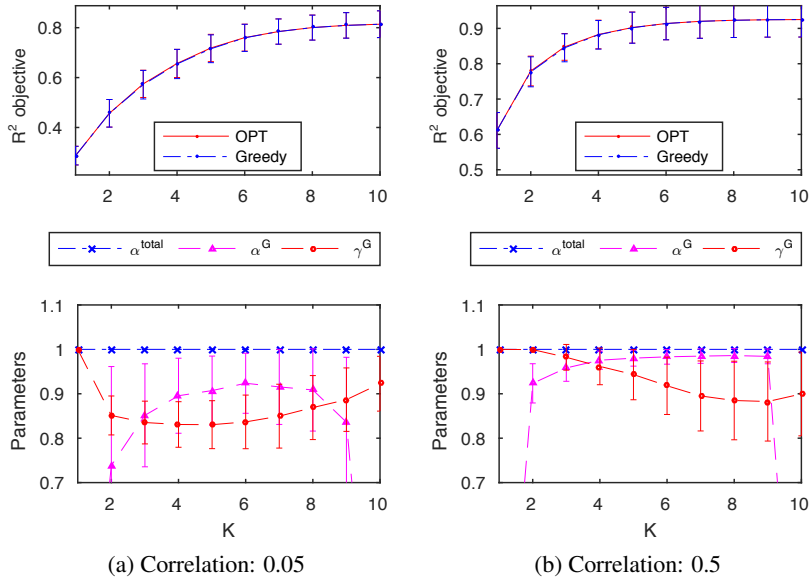 R² objective
0.8
0.6
0.4
2 4 6 8 10
OPT
Greedy
α^total α^G γ^G
Parameters
1.1
1
0.9
0.8
0.7
2 4 6 8 10
K
(a) Correlation: 0.05
R² objective
0.9
0.8
0.7
0.6
0.5
2 4 6 8 10
OPT
Greedy
α^total α^G γ^G
Parameters
1.1
1
0.9
0.8
0.7
2 4 6 8 10
K
(b) Correlation: 0.5